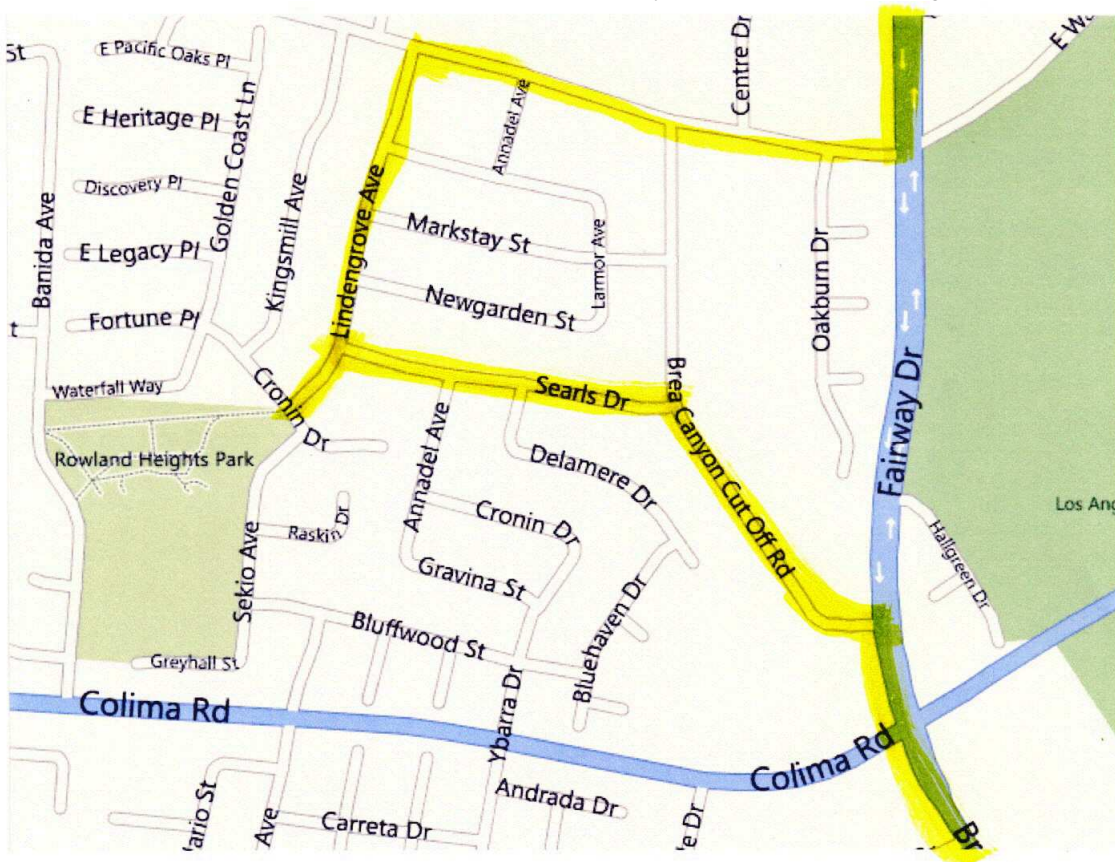 St
E Pacific Oaks Pl
E Heritage Pl
Discovery Pl
E Legacy Pl
Fortune Pl
Waterfall Way
Banida Ave
Golden Coast Ln
Kingsmill Ave
Lindengrove Ave
Annadel Ave
Markstay St
Newgarden St
Larmor Ave
Centre Dr
Oakburn Dr
Fairway Dr
t
Cronin Dr
Searls Dr
Brea Canyon Cut Off Rd
Rowland Heights Park
Annadel Ave
Delamere Dr
Cronin Dr
Raskin Dr
Gravina St
Sekio Ave
Bluehaven Dr
Hallgreen Dr
Los Ang
Bluffwood St
Greyhall St
Ybarra Dr
Colima Rd
Colima Rd
Andrada Dr
Carreta Dr
ario St
Ave
le Dr
Br